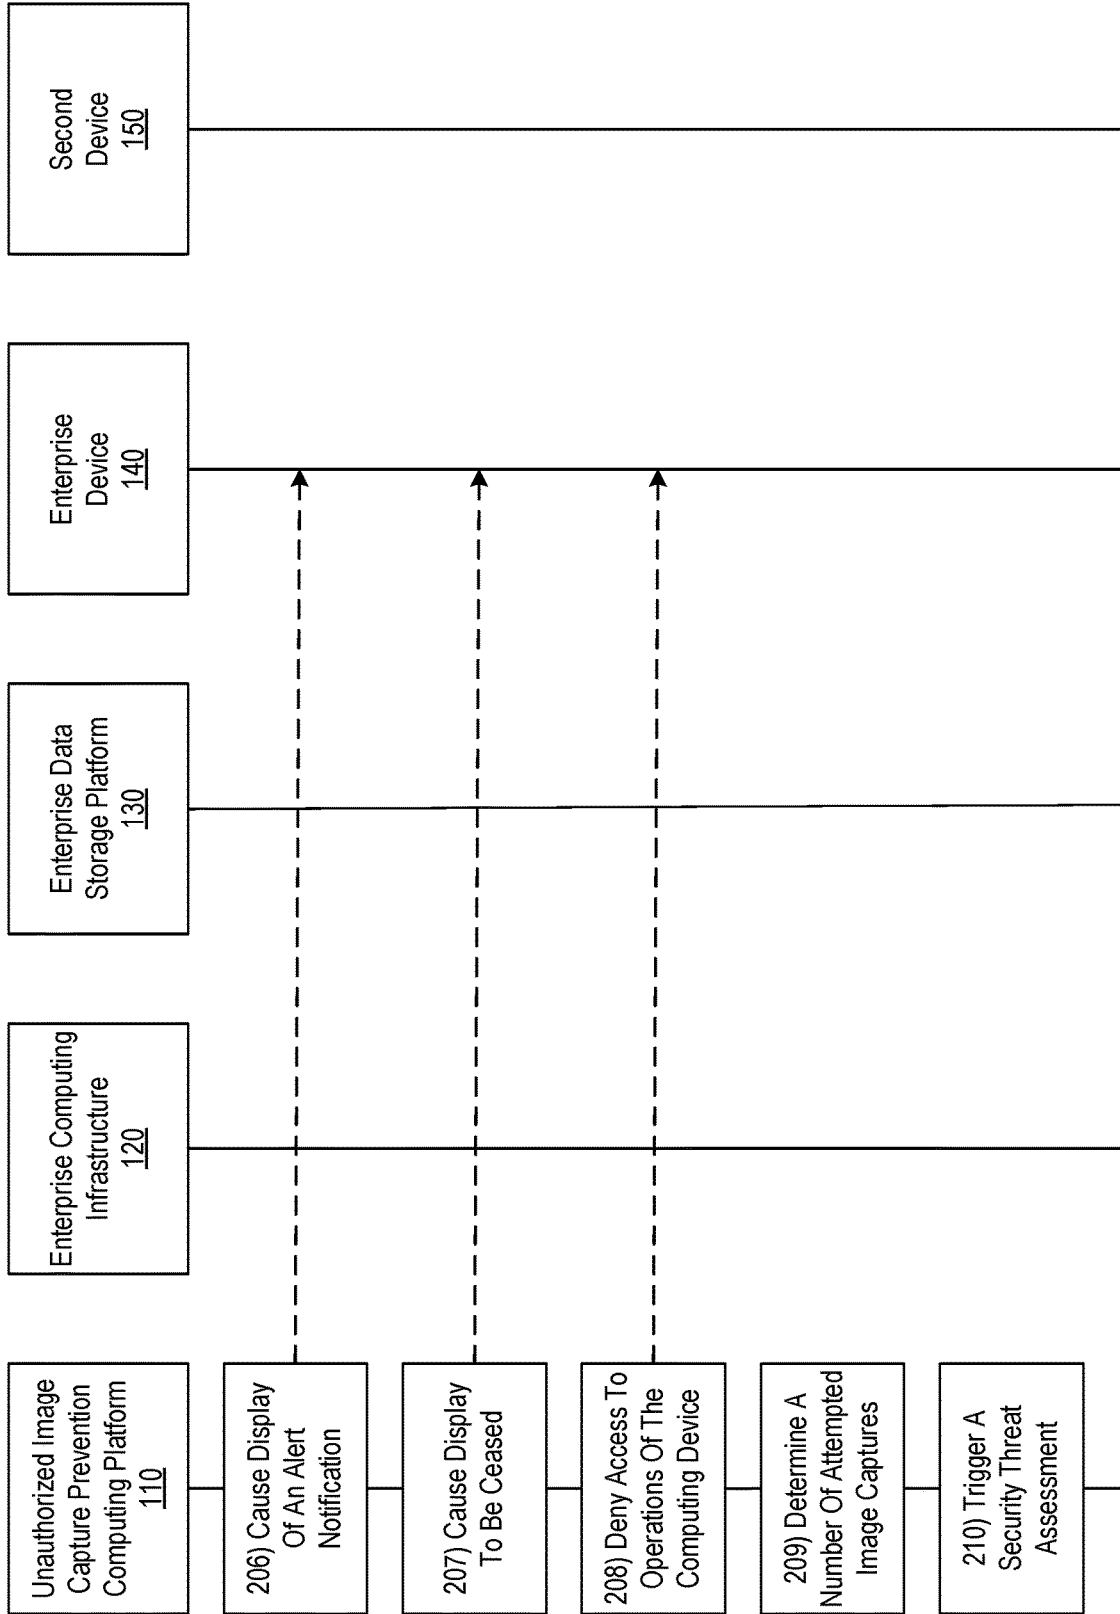 Unauthorized Image
Capture Prevention
Computing Platform
110
Enterprise Computing
Infrastructure
120
Enterprise Data
Storage Platform
130
Enterprise
Device
140
Second
Device
150
206) Cause Display
Of An Alert
Notification
207) Cause Display
To Be Ceased
208) Deny Access To
Operations Of The
Computing Device
209) Determine A
Number Of Attempted
Image Captures
210) Trigger A
Security Threat
Assessment